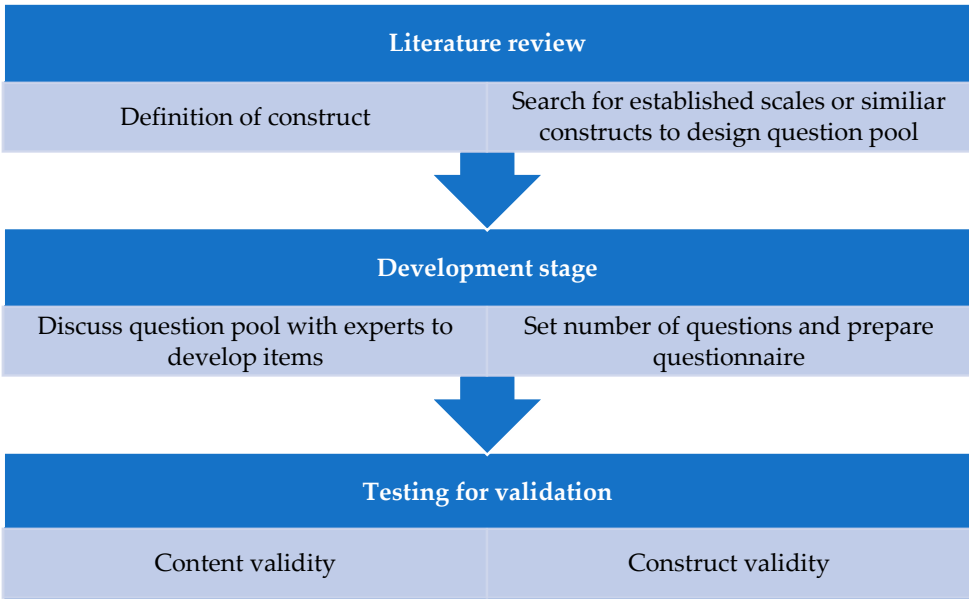 Literature review
Definition of construct
Search for established scales or similiar
constructs to design question pool
Development stage
Discuss question pool with experts to
develop items
Set number of questions and prepare
questionnaire
Testing for validation
Content validity
Construct validity